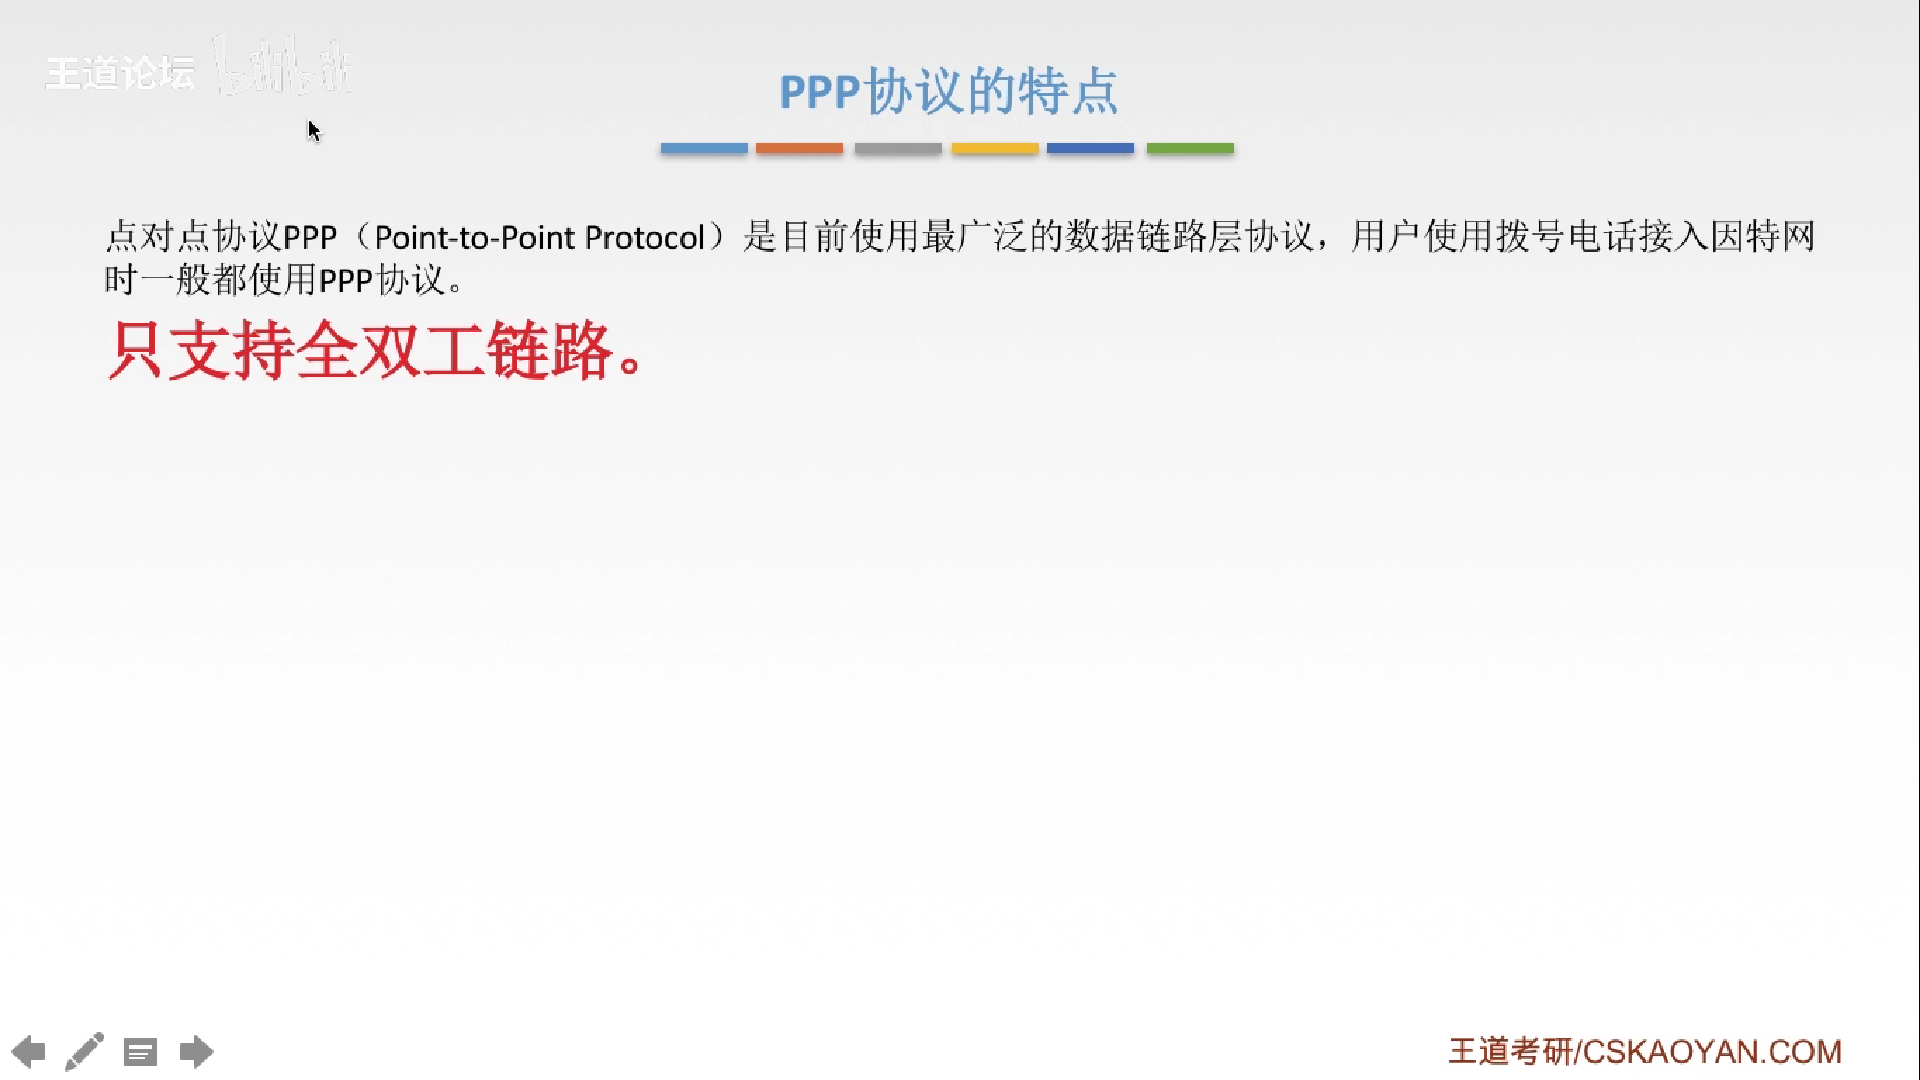 王道论坛 bilibili
PPP协议的特点
点对点协议PPP（Point-to-Point Protocol）是目前使用最广泛的数据链路层协议，用户使用拨号电话接入因特网
时一般都使用PPP协议。
只支持全双工链路。
王道考研/CSKAOYAN.COM